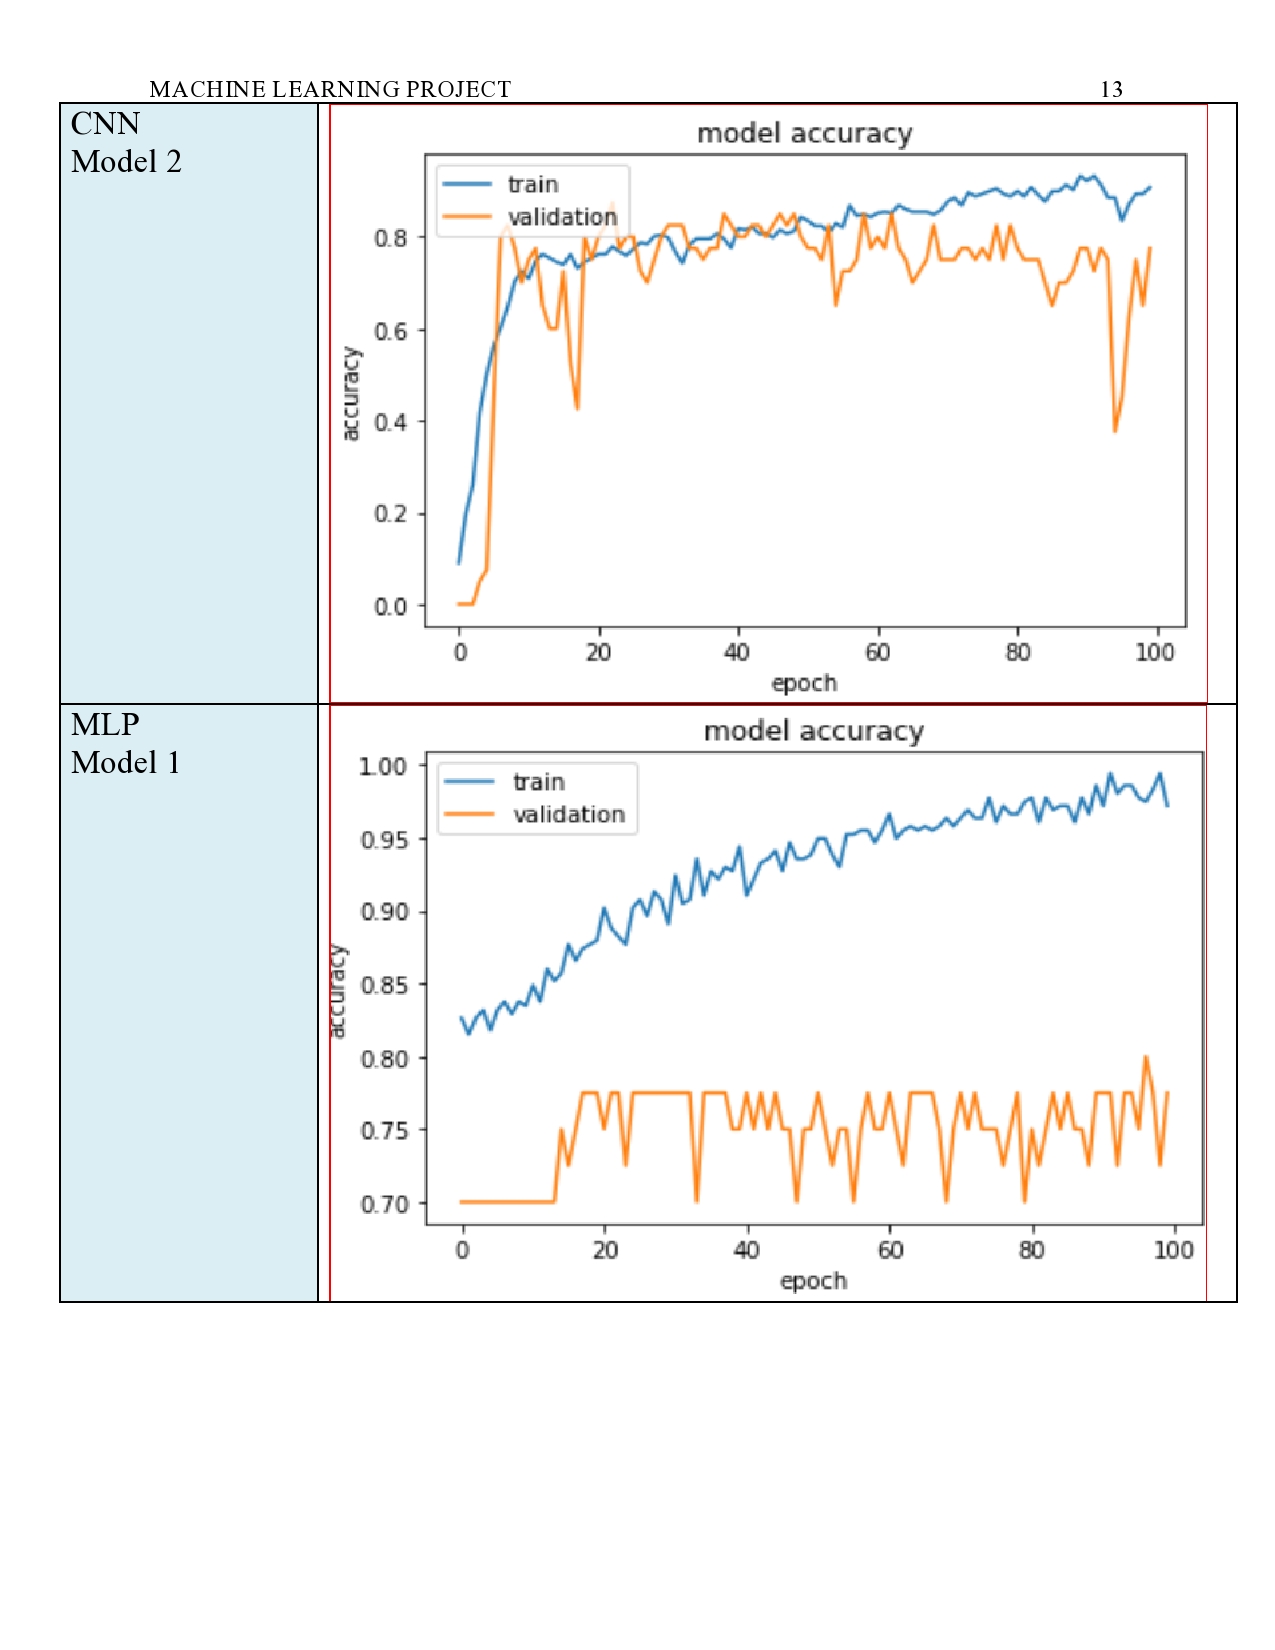 MACHINE LEARNING PROJECT 13
CNN
Model 2
model accuracy
train
validation
0.8
0.6
0.4
0.2
0.0
accuracy
0 20 40 60 80 100
epoch
MLP
Model 1
model accuracy
train
validation
1.00
0.95
0.90
0.85
0.80
0.75
0.70
accuracy
0 20 40 60 80 100
epoch